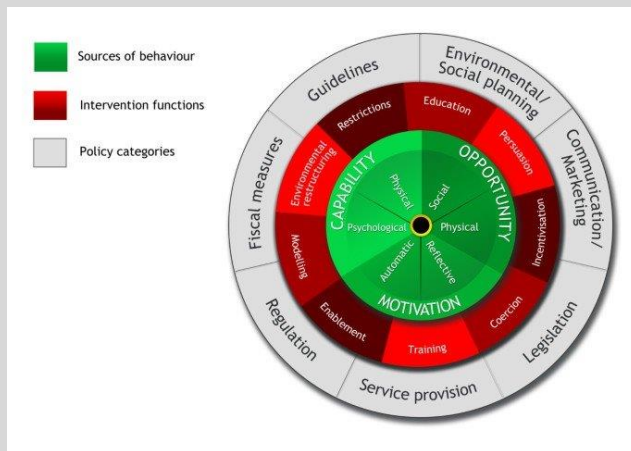 Sources of behaviour
Intervention functions
Policy categories
Guidelines
Environmental/
Social planning
Communication/
Marketing
Legislation
Service provision
Regulation
Fiscal measures
Restrictions
Education
Persuasion
Incentivisation
Coercion
Training
Enablement
Modelling
Environmental
restructuring
CAPABILITY
OPPORTUNITY
MOTIVATION
Physical
Social
Physical
Reflective
Automatic
Psychological